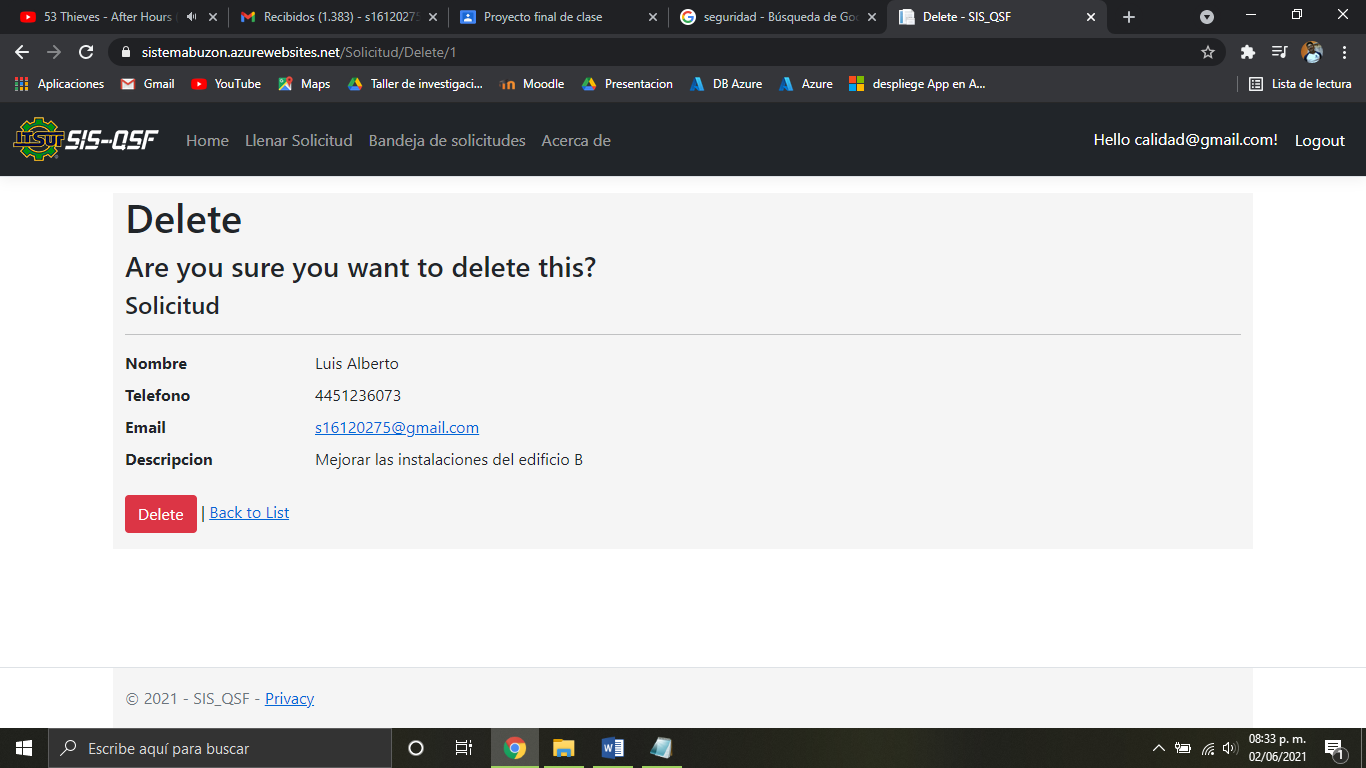 53 Thieves - After Hours
Recibidos (1.383) - s1612027
Proyecto final de clase
seguridad - Búsqueda de Goo
Delete - SIS_QSF
sistemabuzon.azurewebsites.net/Solicitud/Delete/1
Aplicaciones
Gmail
YouTube
Maps
Taller de investigaci...
Moodle
Presentacion
DB Azure
Azure
despliege App en A...
Lista de lectura
ITSUR SIS-QSF
Home
Llenar Solicitud
Bandeja de solicitudes
Acerca de
Hello calidad@gmail.com!
Logout
Delete
Are you sure you want to delete this?
Solicitud
Nombre Luis Alberto
Telefono 4451236073
Email s16120275@gmail.com
Descripcion Mejorar las instalaciones del edificio B
Delete | Back to List
© 2021 - SIS_QSF - Privacy
Escribe aquí para buscar
08:33 p. m.
02/06/2021
1